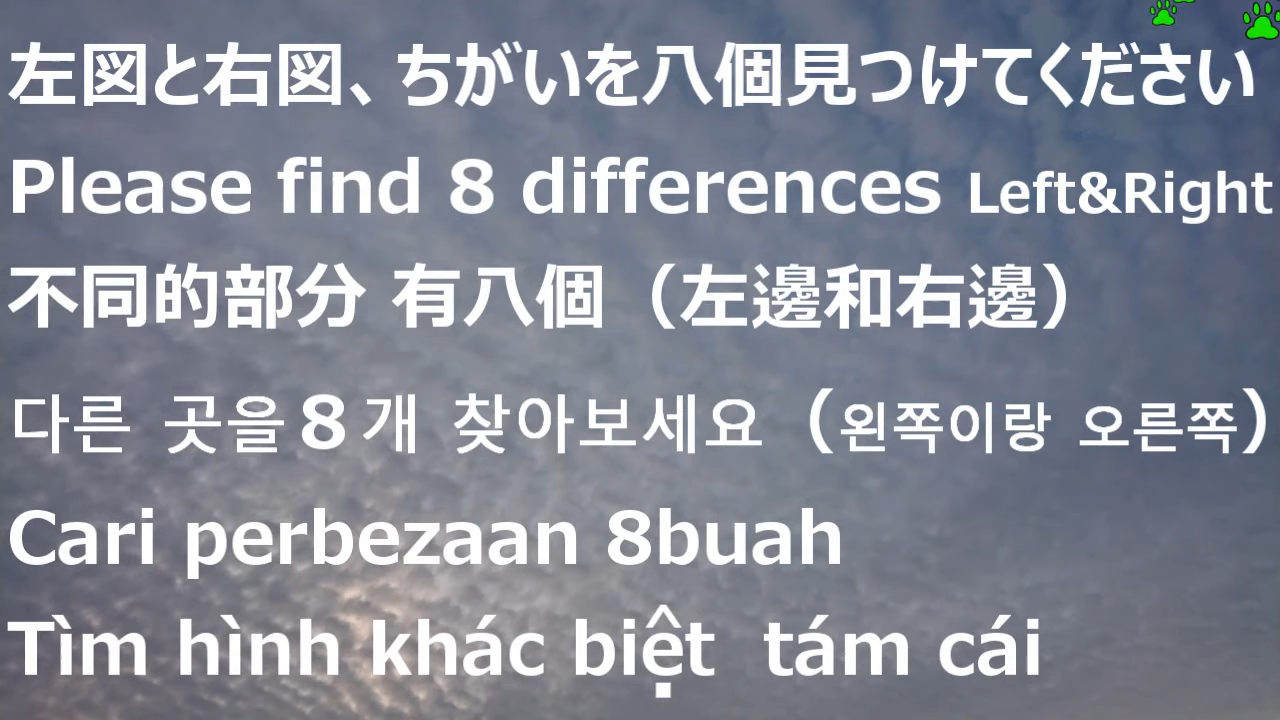 左図と右図、ちがいを八個見つけてください
Please find 8 differences Left&Right
不同的部分 有八個（左邊和右邊）
다른 곳을８개 찾아보세요（왼쪽이랑 오른쪽）
Cari perbezaan 8buah
Tìm hình khác biệt  tám cái